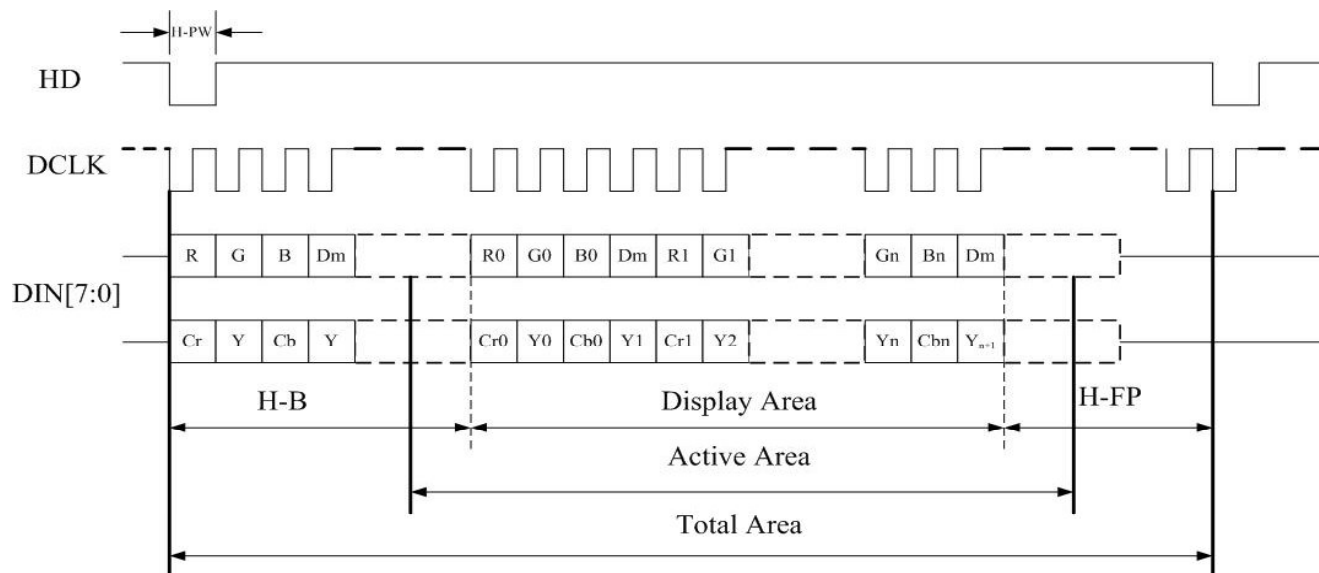 H-PW
HD
DCLK
R G B Dm R0 G0 B0 Dm R1 G1 Gn Bn Dm
DIN[7:0]
Cr Y Cb Y Cr0 Y0 Cb0 Y1 Cr1 Y2 Yn Cbn Yn+1
H-B Display Area H-FP
Active Area
Total Area